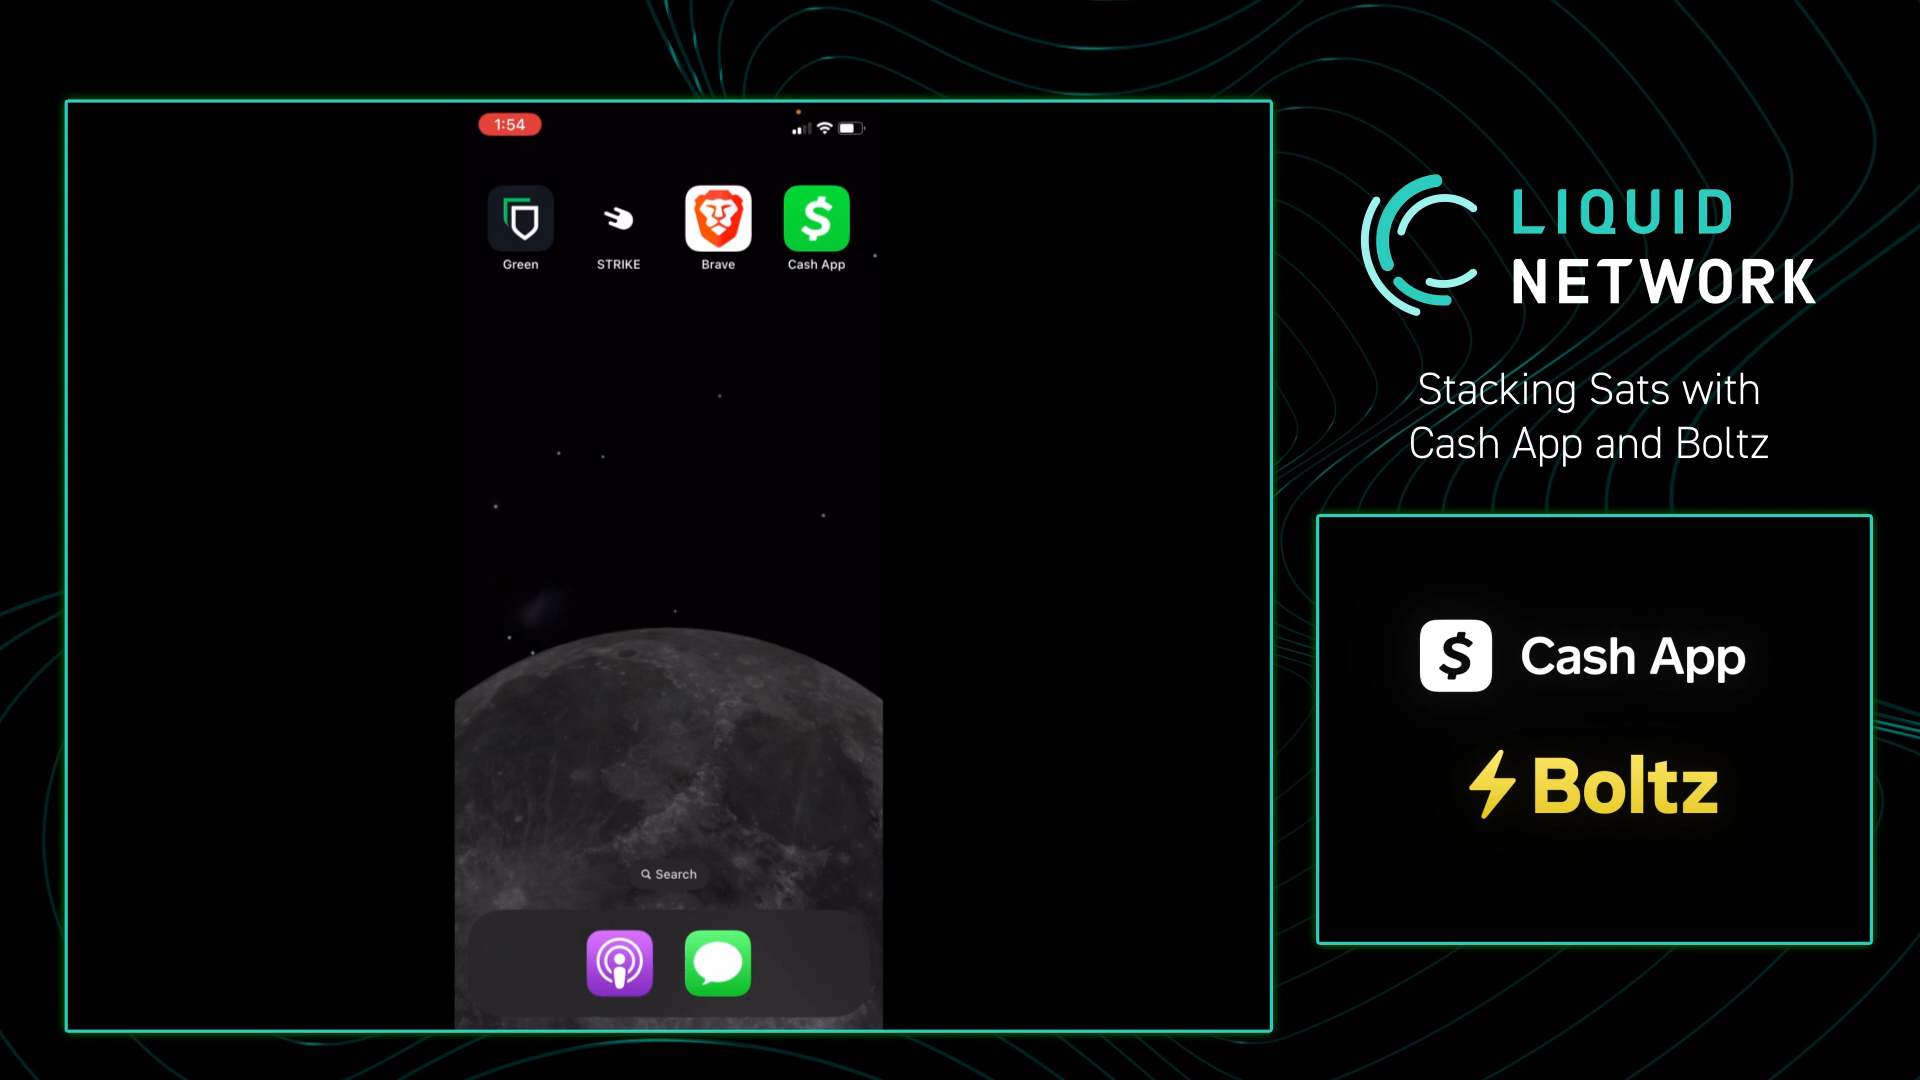 1:54
Green
STRIKE
Brave
Cash App
Search
LIQUID
NETWORK
Stacking Sats with
Cash App and Boltz
Cash App
Boltz